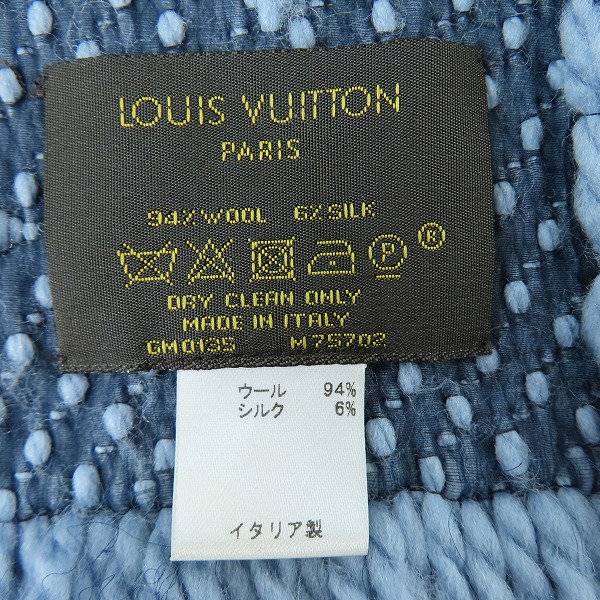 LOUIS VUITTON
PARIS
94%WOOL 6%SILK
P ®
DRY CLEAN ONLY
MADE IN ITALY
GM0135 M75702
ウール 94%
シルク 6%
イタリア製